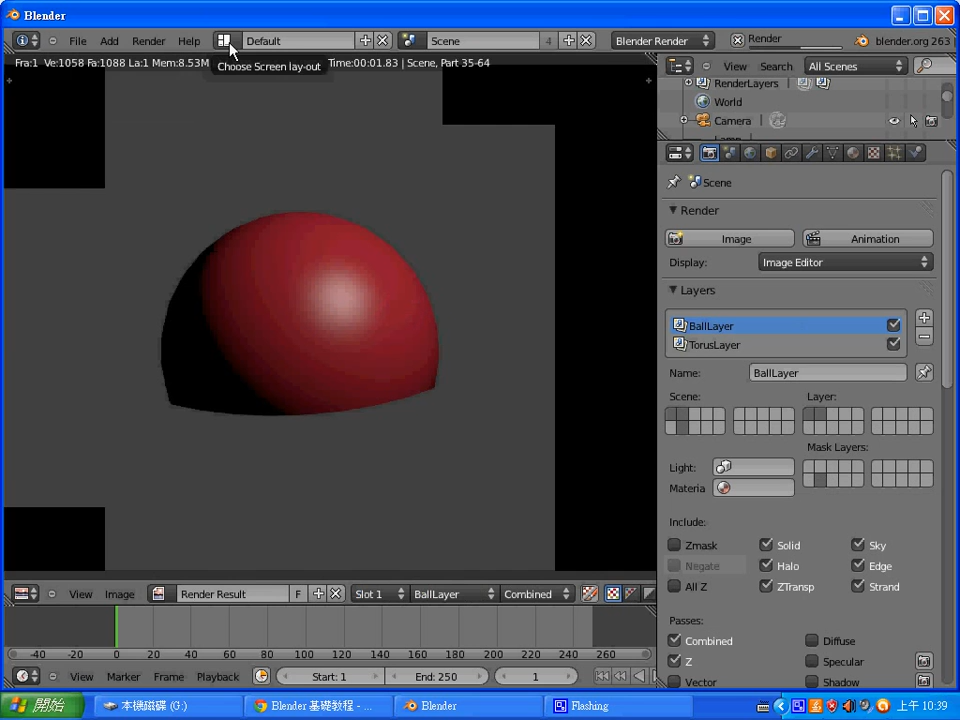 Blender
File Add Render Help Default Scene 4 Blender Render Render blender.org 263
Fra:1 Ve:1058 Fa:1088 La:1 Mem:8.53M Time:00:01.83 | Scene, Part 35-64
Choose Screen lay-out
View Search All Scenes
RenderLayers
World
Camera
Scene
Render
Image Animation
Display: Image Editor
Layers
BallLayer
TorusLayer
Name: BallLayer
Scene: Layer:
Mask Layers:
Light:
Materia
Include:
Zmask Solid Sky
Negate Halo Edge
All Z ZTransp Strand
Passes:
Combined Diffuse
Z Specular
Vector Shadow
View Image Render Result F Slot 1 BallLayer Combined
-40 -20 0 20 40 60 80 100 120 140 160 180 200 220 240 260
View Marker Frame Playback Start: 1 End: 250 1
開始 本機磁碟 (G:) Blender 基礎教程 - ... Blender Flashing 上午 10:39